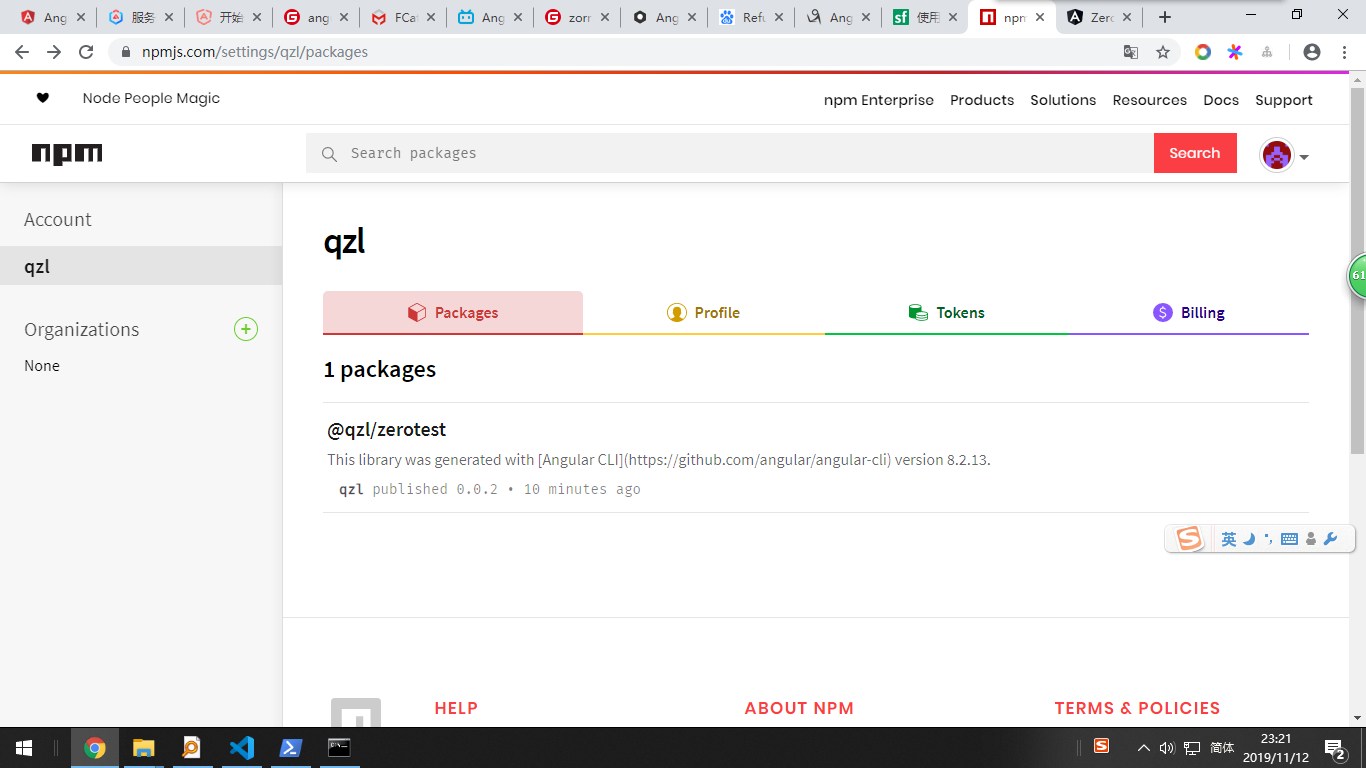 Ang
服务
开始
ang
FCa
Ang
zorr
Ang
Refu
Ang
使用
npm
Zero
npmjs.com/settings/qzl/packages
Node People Magic
npm Enterprise Products Solutions Resources Docs Support
npm
Search packages
Search
Account
qzl
Organizations
None
qzl
Packages
Profile
Tokens
Billing
1 packages
@qzl/zerotest
This library was generated with [Angular CLI](https://github.com/angular/angular-cli) version 8.2.13.
qzl published 0.0.2 • 10 minutes ago
61
英
HELP
ABOUT NPM
TERMS & POLICIES
简体
23:21
2019/11/12
2